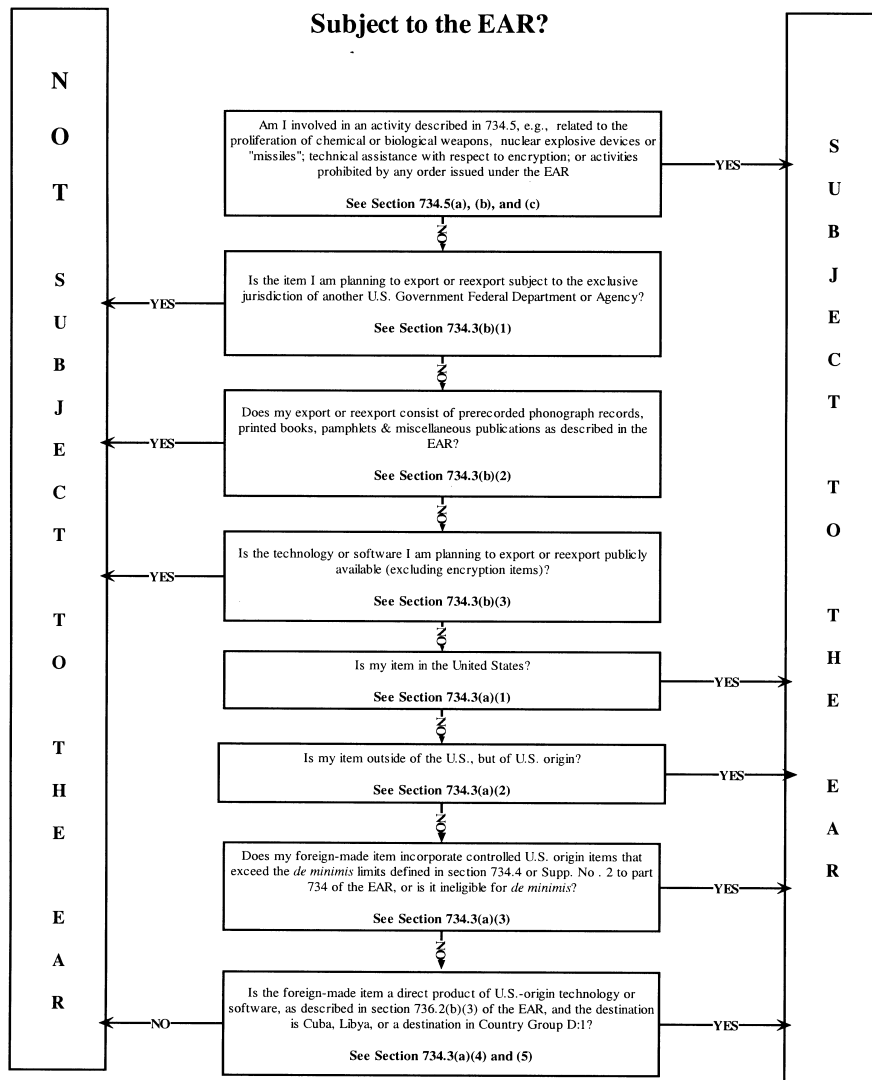 Subject to the EAR?
N
O
T
S
U
B
J
E
C
T
T
O
T
H
E
E
A
R
Am I involved in an activity described in 734.5, e.g., related to the
proliferation of chemical or biological weapons, nuclear explosive devices or
"missiles"; technical assistance with respect to encryption; or activities
prohibited by any order issued under the EAR
See Section 734.5(a), (b), and (c)
YES
NO
Is the item I am planning to export or reexport subject to the exclusive
jurisdiction of another U.S. Government Federal Department or Agency?
See Section 734.3(b)(1)
YES
NO
Does my export or reexport consist of prerecorded phonograph records,
printed books, pamphlets & miscellaneous publications as described in the
EAR?
See Section 734.3(b)(2)
YES
NO
Is the technology or software I am planning to export or reexport publicly
available (excluding encryption items)?
See Section 734.3(b)(3)
YES
NO
Is my item in the United States?
See Section 734.3(a)(1)
YES
NO
Is my item outside of the U.S., but of U.S. origin?
See Section 734.3(a)(2)
YES
NO
Does my foreign-made item incorporate controlled U.S. origin items that
exceed the de minimis limits defined in section 734.4 or Supp. No . 2 to part
734 of the EAR, or is it ineligible for de minimis?
See Section 734.3(a)(3)
YES
NO
Is the foreign-made item a direct product of U.S.-origin technology or
software, as described in section 736.2(b)(3) of the EAR, and the destination
is Cuba, Libya, or a destination in Country Group D:1?
See Section 734.3(a)(4) and (5)
NO
YES
S
U
B
J
E
C
T
T
O
T
H
E
E
A
R